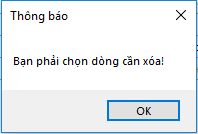 Thông báo
Bạn phải chọn dòng cần xóa!
OK